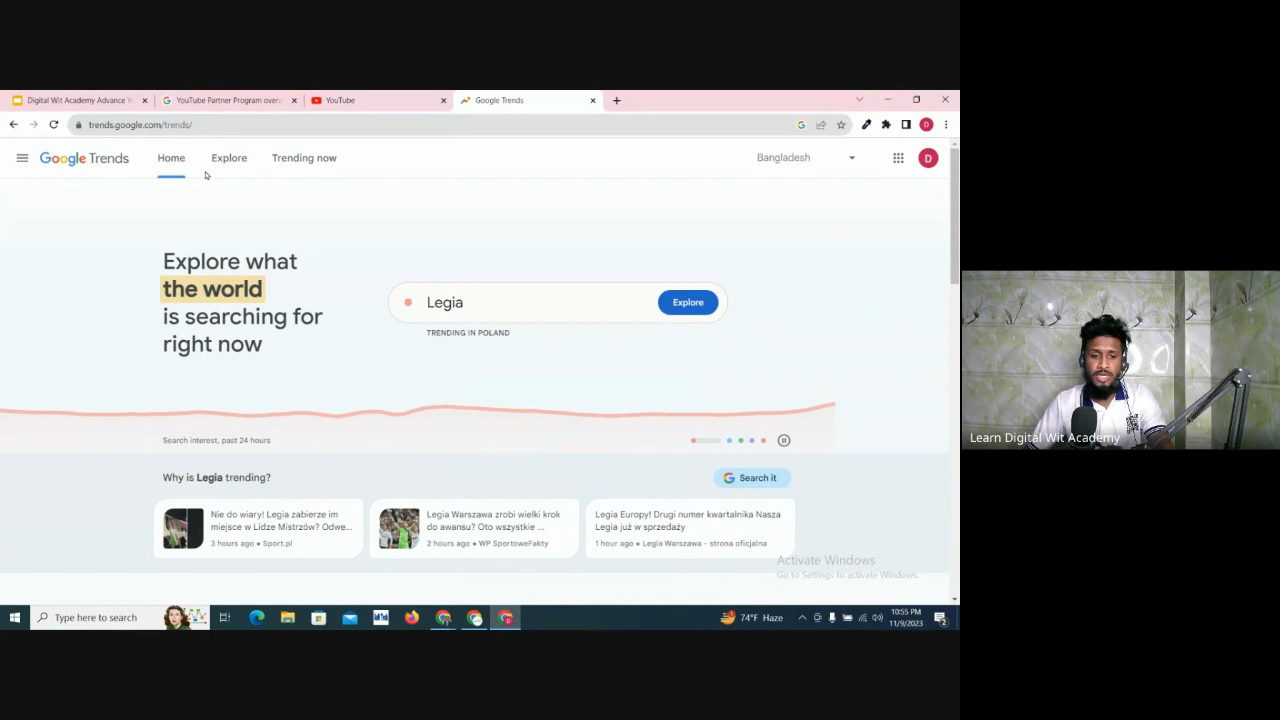 Digital Wit Academy Advance Yo
YouTube Partner Program overv
YouTube
Google Trends
trends.google.com/trends/
Google Trends
Home
Explore
Trending now
Bangladesh
D
D
Explore what
the world
is searching for
right now
Legia
Explore
TRENDING IN POLAND
Search interest, past 24 hours
Why is Legia trending?
Search it
Nie do wiary! Legia zabierze im
miejsce w Lidze Mistrzów? Odwe...
3 hours ago • Sport.pl
Legia Warszawa zrobi wielki krok
do awansu? Oto wszystkie ...
2 hours ago • WP SportoweFakty
Legia Europy! Drugi numer kwartalnika Nasza
Legia już w sprzedaży
1 hour ago • Legia Warszawa - strona oficjalna
Activate Windows
Go to Settings to activate Windows.
Type here to search
74°F Haze
10:55 PM
11/9/2023
Learn Digital Wit Academy